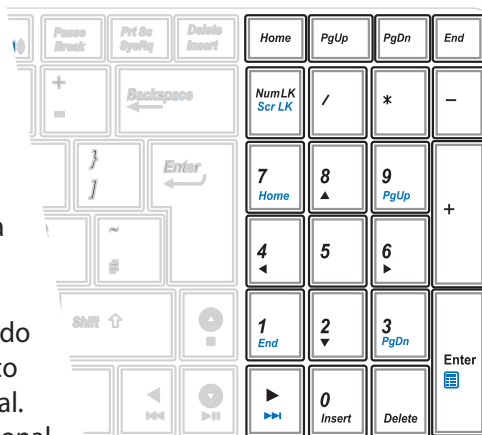 Pause Break
Prt Sc SysRq
Delete Insert
Home
PgUp
PgDn
End
+ =
Backspace
NumLK
Scr LK
/
*
-
} ]
Enter
7
Home
8
9
PgUp
+
a
~ #
4
5
6
do
Shift
1
End
2
3
PgDn
Enter
to
al.
0
Insert
Delete
onal